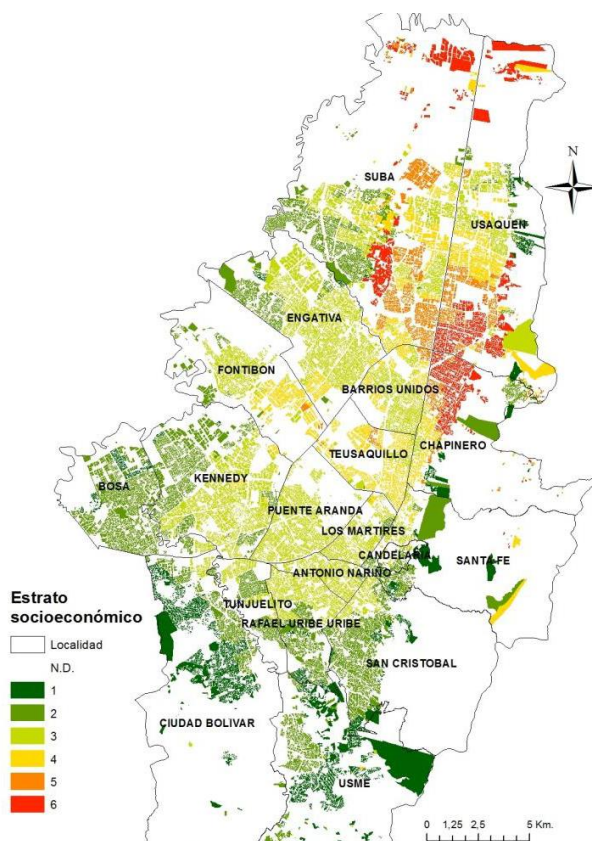 N
SUBA
USAQUEN
ENGATIVA
FONTIBON
BARRIOS UNIDOS
CHAPINERO
TEUSAQUILLO
BOSA
KENNEDY
PUENTE ARANDA
LOS MARTIRES
CANDELARIA
SANTA FE
ANTONIO NARIÑO
TUNJUELITO
RAFAEL URIBE URIBE
SAN CRISTOBAL
CIUDAD BOLIVAR
USME
Estrato
socioeconómico
Localidad
N.D.
1
2
3
4
5
6
0 1,25 2,5 5 Km.